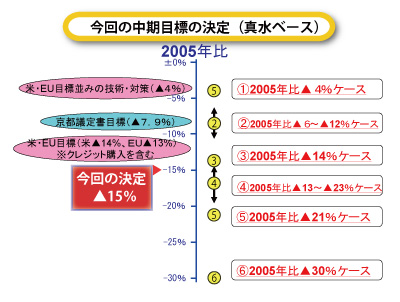 今回の中期目標の決定（真水ベース）
2005年比
±0%
-5%
-10%
-15%
-20%
-25%
-30%
米・EU目標並みの技術・対策（▲4%）
京都議定書目標（▲7．9%）
米・EU目標（米▲14%、EU▲13%）
※クレジット購入を含む
今回の決定
▲15%
⑤
②
③
④
⑤
⑥
①2005年比▲ 4%ケース
②2005年比▲ 6～▲12%ケース
③2005年比▲14%ケース
④2005年比▲13～▲23%ケース
⑤2005年比▲21%ケース
⑥2005年比▲30%ケース